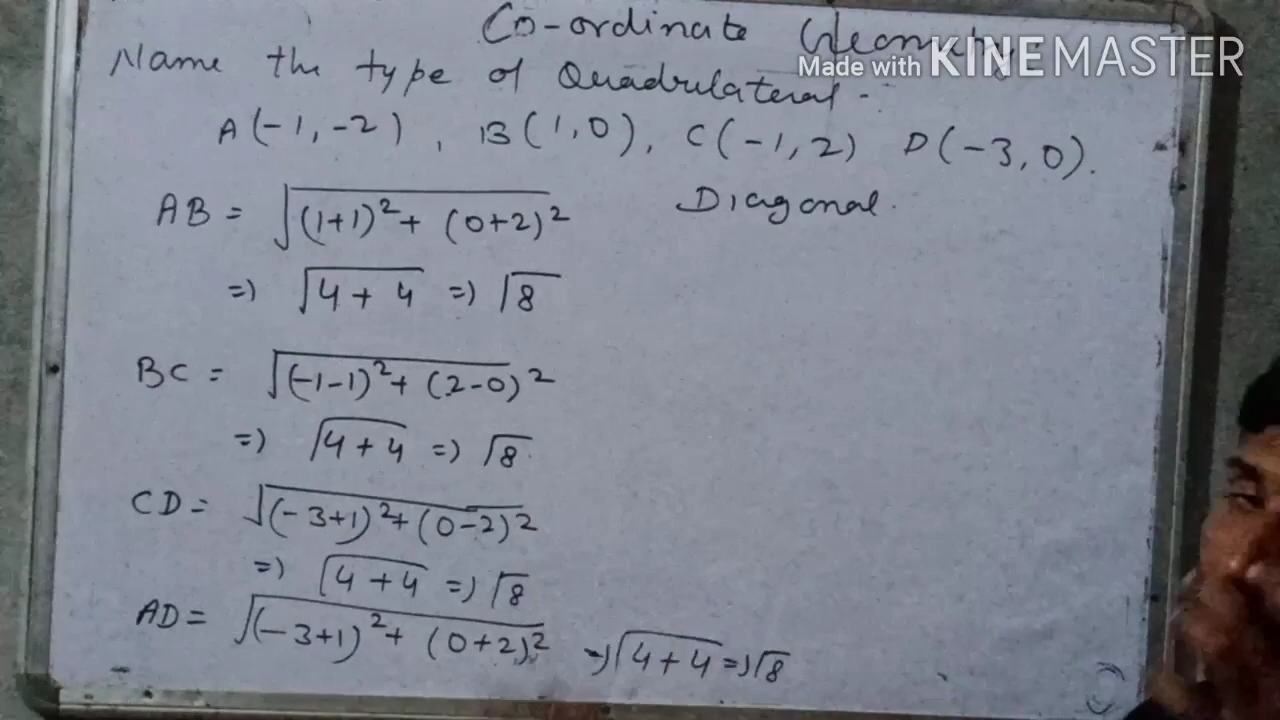 Co-ordinate Geometry
Made with KINEMASTER
Name the type of Quadrulateral -
A(-1,-2), B(1,0), C(-1,2) D(-3,0).
AB = √(1+1)²+(0+2)²
Diagonal.
=) √4+4 =) √8
BC = √(-1-1)²+(2-0)²
=) √4+4 =) √8
CD = √(-3+1)²+(0-2)²
=) √4+4 =) √8
AD = √(-3+1)²+(0+2)² =) √4+4 =) √8